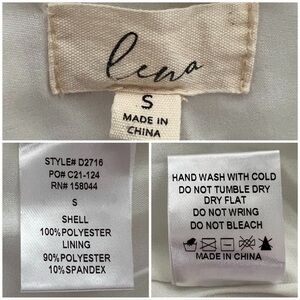 lena
S
MADE IN
CHINA
STYLE# D2716
PO# C21-124
RN# 158044
S
SHELL
100%POLYESTER
LINING
90%POLYESTER
10%SPANDEX
HAND WASH WITH COLD
DO NOT TUMBLE DRY
DRY FLAT
DO NOT WRING
DO NOT BLEACH
MADE IN CHINA